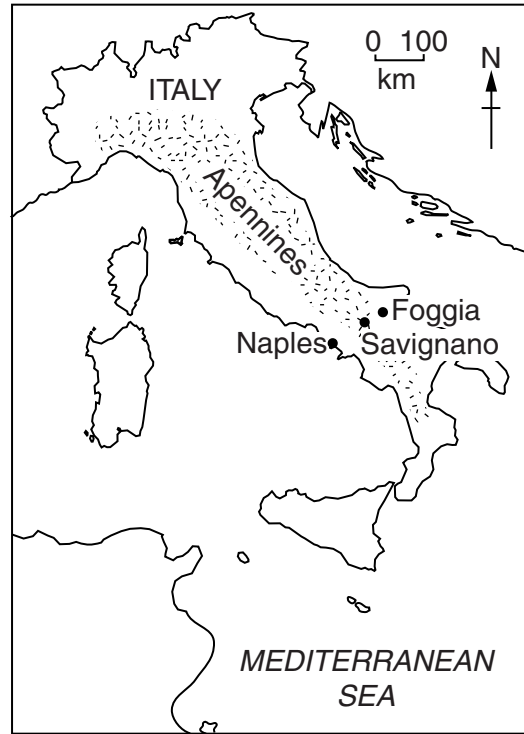 0 100
km
N
ITALY
Apennines
Foggia
Naples
Savignano
MEDITERRANEAN
SEA